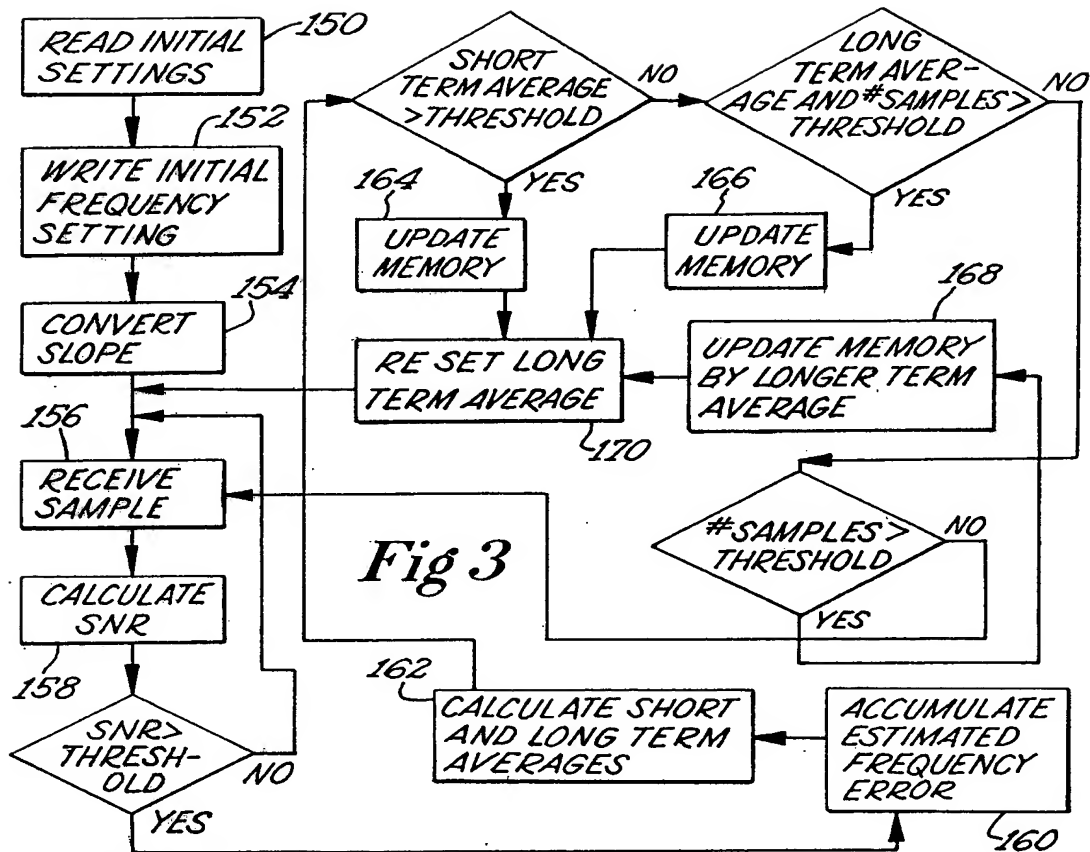 150
READ INITIAL
SETTINGS
152
WRITE INITIAL
FREQUENCY
SETTING
154
CONVERT
SLOPE
156
RECEIVE
SAMPLE
CALCULATE
SNR
158
SNR>
THRESH-
OLD
NO
YES
SHORT
TERM AVERAGE
>THRESHOLD
NO
YES
LONG
TERM AVER-
AGE AND #SAMPLES>
THRESHOLD
NO
YES
164
UPDATE
MEMORY
166
UPDATE
MEMORY
168
UPDATE MEMORY
BY LONGER TERM
AVERAGE
RE SET LONG
TERM AVERAGE
170
#SAMPLES>
THRESHOLD
NO
YES
Fig 3
162
CALCULATE SHORT
AND LONG TERM
AVERAGES
ACCUMULATE
ESTIMATED
FREQUENCY
ERROR
160